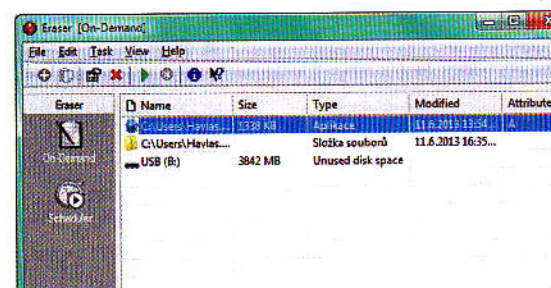 Eraser [On-Demand]
File Edit Task View Help
Eraser Name Size Type Modified Attribute
C:\Users\Havlas... 1338 KB Aplikace 11.6.2013 13:54 A
On-Demand
C:\Users\Havlas.... Složka souborů 11.6.2013 16:35...
USB (B:) 3842 MB Unused disk space
Scheduler